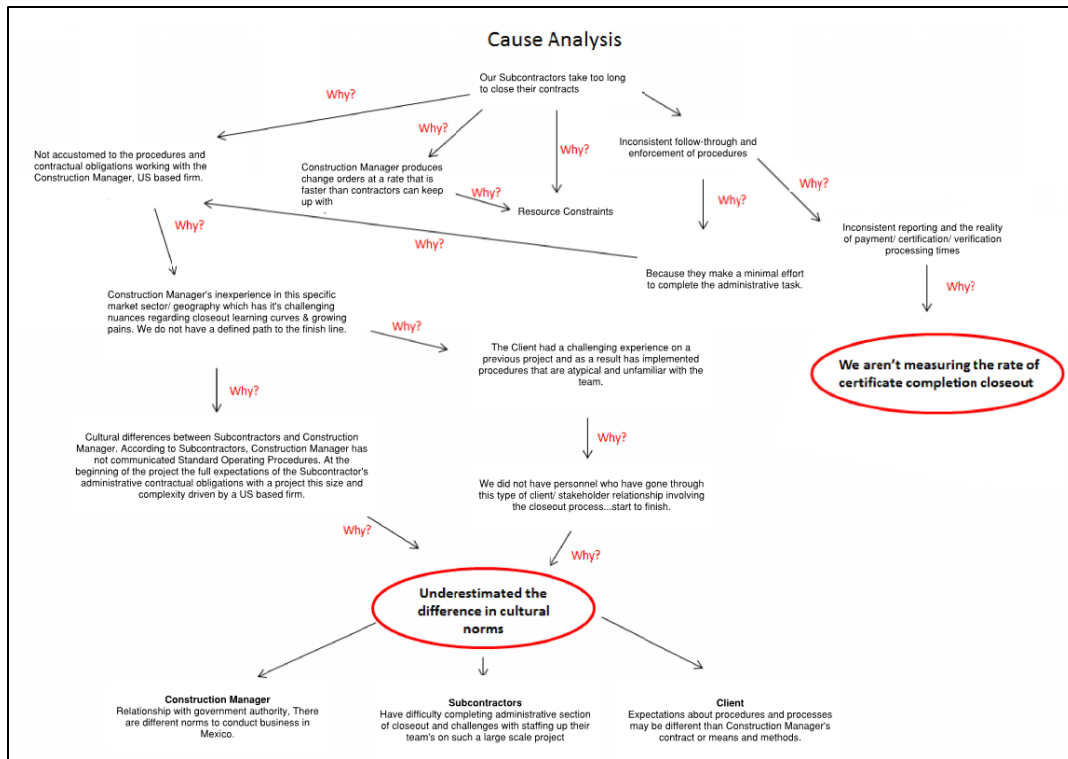 Cause Analysis
Our Subcontractors take too long
to close their contracts
Why?
Why?
Why?
Not accustomed to the procedures and
contractual obligations working with the
Construction Manager, US based firm.
Construction Manager produces
change orders at a rate that is
faster than contractors can keep
up with
Why?
Resource Constraints
Inconsistent follow-through and
enforcement of procedures
Why?
Why?
Why?
Why?
Inconsistent reporting and the reality
of payment/ certification/ verification
processing times
Because they make a minimal effort
to complete the administrative task.
Why?
Construction Manager's inexperience in this specific
market sector/ geography which has it's challenging
nuances regarding closeout learning curves & growing
pains. We do not have a defined path to the finish line.
Why?
The Client had a challenging experience on a
previous project and as a result has implemented
procedures that are atypical and unfamiliar with the
team.
We aren't measuring the rate of
certificate completion closeout
Why?
Why?
Cultural differences between Subcontractors and Construction
Manager. According to Subcontractors, Construction Manager has
not communicated Standard Operating Procedures. At the
beginning of the project the full expectations of the Subcontractor's
administrative contractual obligations with a project this size and
complexity driven by a US based firm.
We did not have personnel who have gone through
this type of client/ stakeholder relationship involving
the closeout process...start to finish.
Why?
Why?
Underestimated the
difference in cultural
norms
Construction Manager
Relationship with government authority, There
are different norms to conduct business in
Mexico.
Subcontractors
Have difficulty completing administrative section
of closeout and challenges with staffing up their
team's on such a large scale project
Client
Expectations about procedures and processes
may be different than Construction Manager's
contract or means and methods.